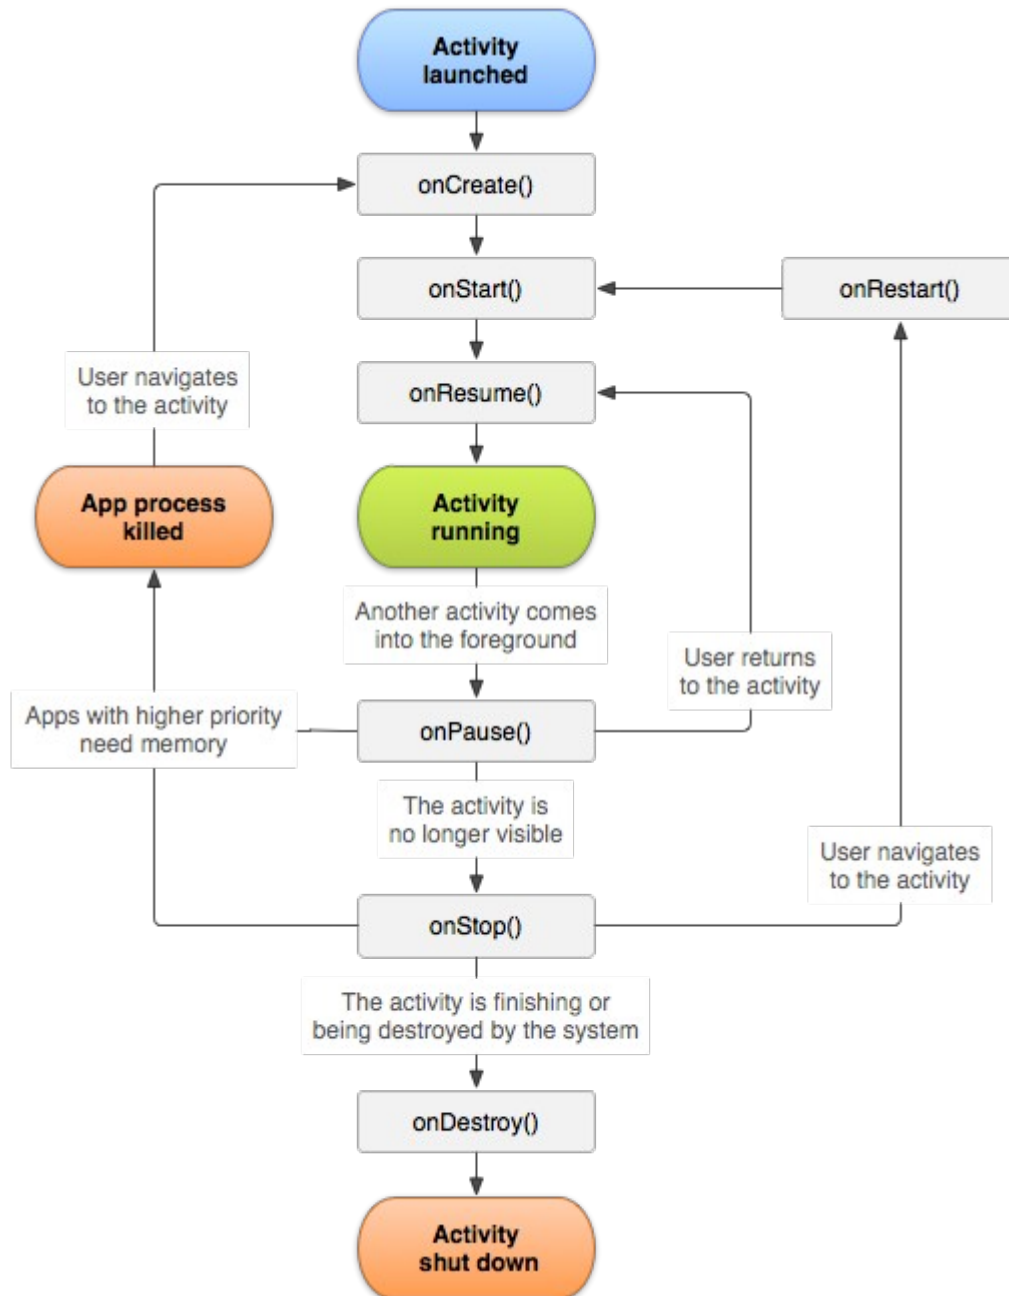 Activity
launched
onCreate()
onStart()
onRestart()
User navigates
to the activity
onResume()
App process
killed
Activity
running
Another activity comes
into the foreground
User returns
to the activity
Apps with higher priority
need memory
onPause()
The activity is
no longer visible
User navigates
to the activity
onStop()
The activity is finishing or
being destroyed by the system
onDestroy()
Activity
shut down